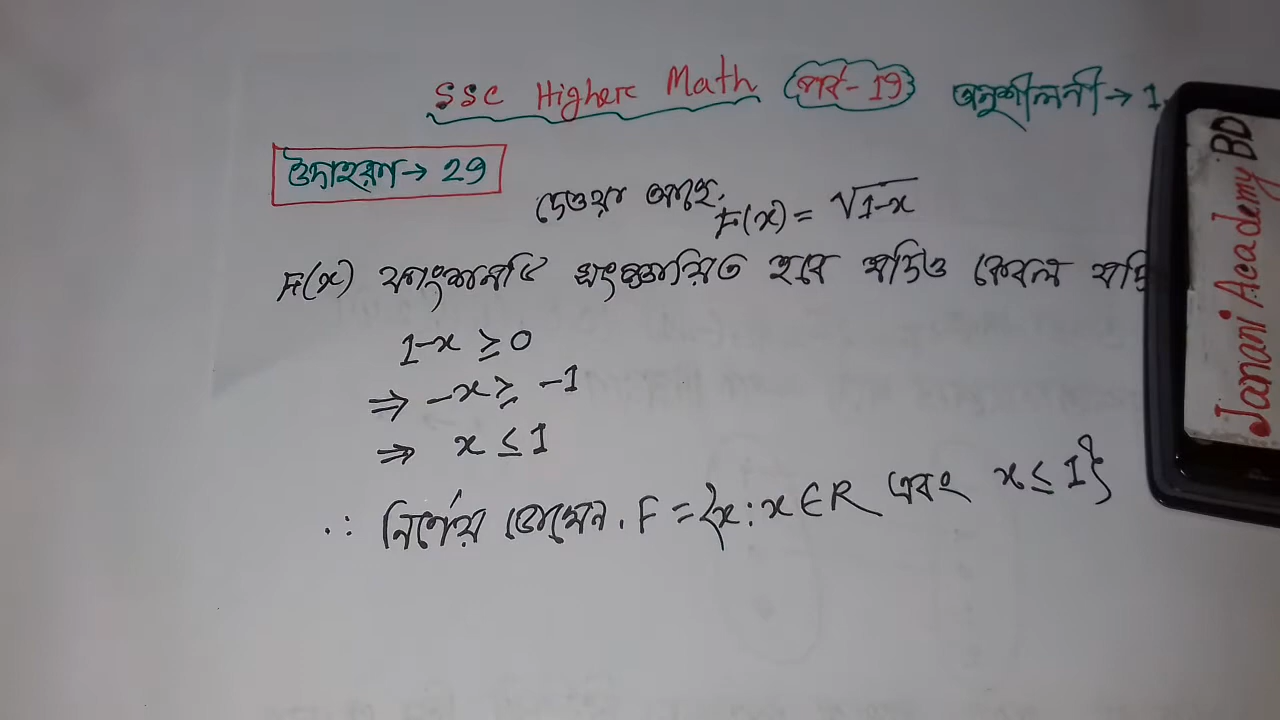 SSC Higher Math পর্ব-19 অনুশীলনী→ 1.
উদাহরণ→ 29
দেওয়া আছে, F(x) = √1-x
F(x) ফাংশনটি সংজ্ঞায়িত হবে যদিও কেবল যদি
1-x ≥ 0
⇒ -x ≥ -1
⇒ x ≤ 1
∴ নির্ণেয় ডোমেন. F = {x : x ∈ R এবং x ≤ 1}
Janani Academy BD